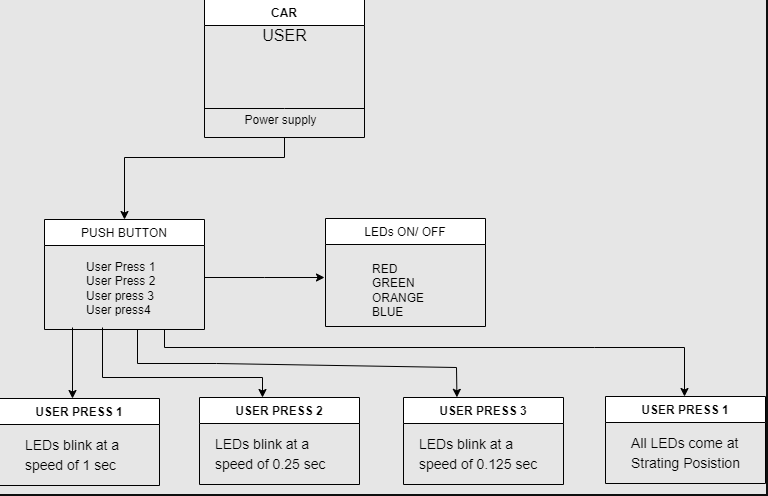 CAR
USER
Power supply
PUSH BUTTON
User Press 1
User Press 2
User press 3
User press4
LEDs ON/ OFF
RED
GREEN
ORANGE
BLUE
USER PRESS 1
LEDs blink at a
speed of 1 sec
USER PRESS 2
LEDs blink at a
speed of 0.25 sec
USER PRESS 3
LEDs blink at a
speed of 0.125 sec
USER PRESS 1
All LEDs come at
Strating Posistion